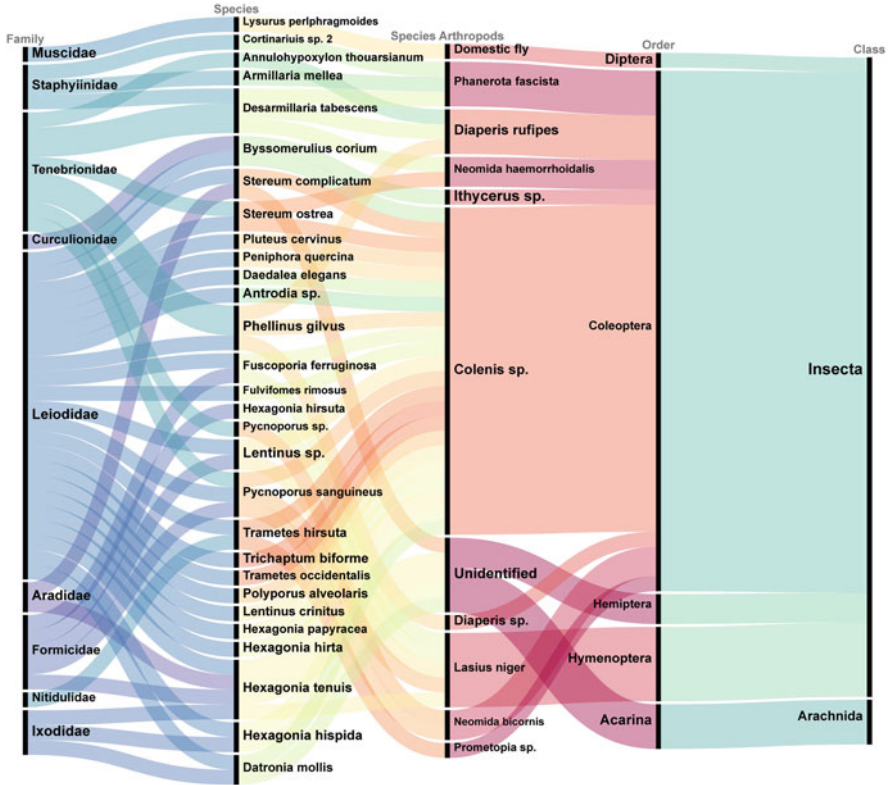 Family
Species
Species Arthropods
Order
Class
Muscidae
Staphyiinidae
Tenebrionidae
Curculionidae
Leiodidae
Aradidae
Formicidae
Nitidulidae
Ixodidae
Lysurus perlphragmoides
Cortinariuis sp. 2
Annulohypoxylon thouarsianum
Armillaria mellea
Desarmillaria tabescens
Byssomerulius corium
Stereum complicatum
Stereum ostrea
Pluteus cervinus
Peniphora quercina
Daedalea elegans
Antrodia sp.
Phellinus gilvus
Fuscoporia ferruginosa
Fulvifomes rimosus
Hexagonia hirsuta
Pycnoporus sp.
Lentinus sp.
Pycnoporus sanguineus
Trametes hirsuta
Trichaptum biforme
Trametes occidentalis
Polyporus alveolaris
Lentinus crinitus
Hexagonia papyracea
Hexagonia hirta
Hexagonia tenuis
Hexagonia hispida
Datronia mollis
Domestic fly
Phanerota fascista
Diaperis rufipes
Neomida haemorrhoidalis
Ithycerus sp.
Colenis sp.
Unidentified
Diaperis sp.
Lasius niger
Neomida bicornis
Prometopia sp.
Diptera
Coleoptera
Hemiptera
Hymenoptera
Acarina
Insecta
Arachnida